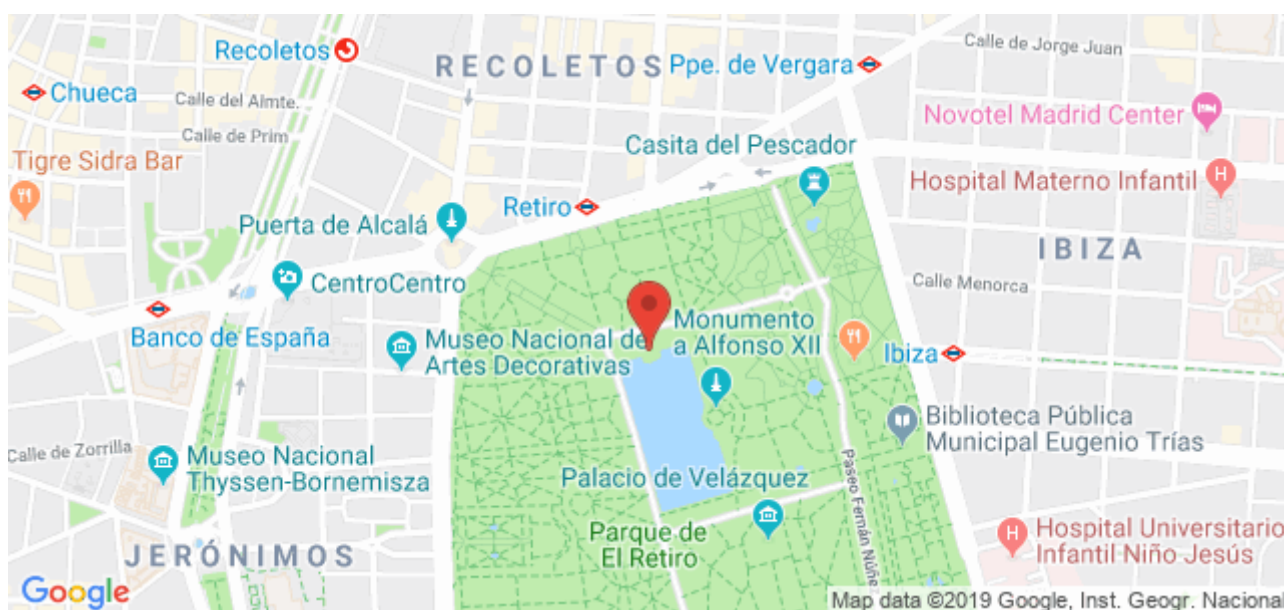 Recoletos
RECOLETOS
Ppe. de Vergara
Calle de Jorge Juan
Chueca
Calle del Almte.
Calle de Prim
Novotel Madrid Center
Tigre Sidra Bar
Casita del Pescador
Hospital Materno Infantil
H
Retiro
Puerta de Alcalá
IBIZA
CentroCentro
Calle Menorca
Banco de España
Museo Nacional de
Artes Decorativas
Monumento
a Alfonso XII
Ibiza
Biblioteca Pública
Municipal Eugenio Trías
Calle de Zorrilla
Museo Nacional
Thyssen-Bornemisza
Palacio de Velázquez
Paseo Fernán Núñez
Parque de
El Retiro
H
Hospital Universitario
Infantil Niño Jesús
JERÓNIMOS
Google
Map data ©2019 Google, Inst. Geogr. Naciona